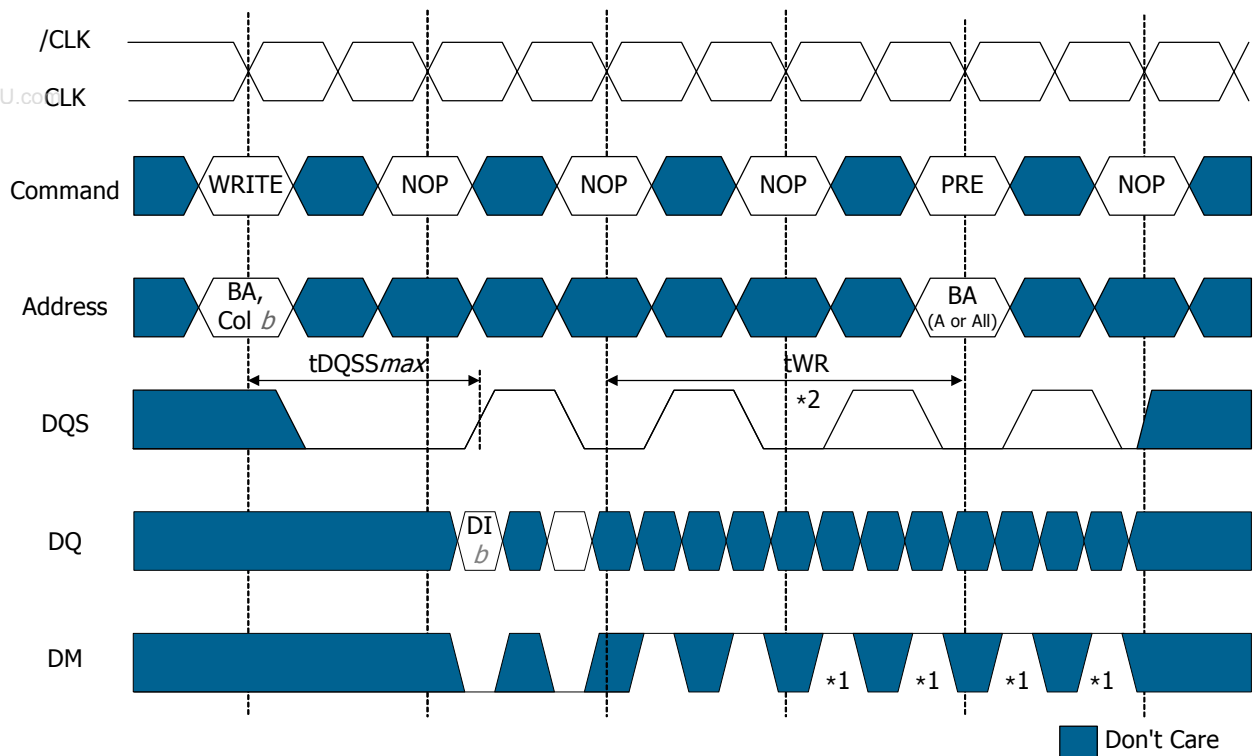 /CLK
U.com
CLK
Command
WRITE NOP NOP NOP PRE NOP
Address
BA,
Col b
BA
(A or All)
tDQSSmax
tWR
*2
DQS
DQ
DI
b
DM
*1 *1 *1 *1
Don't Care